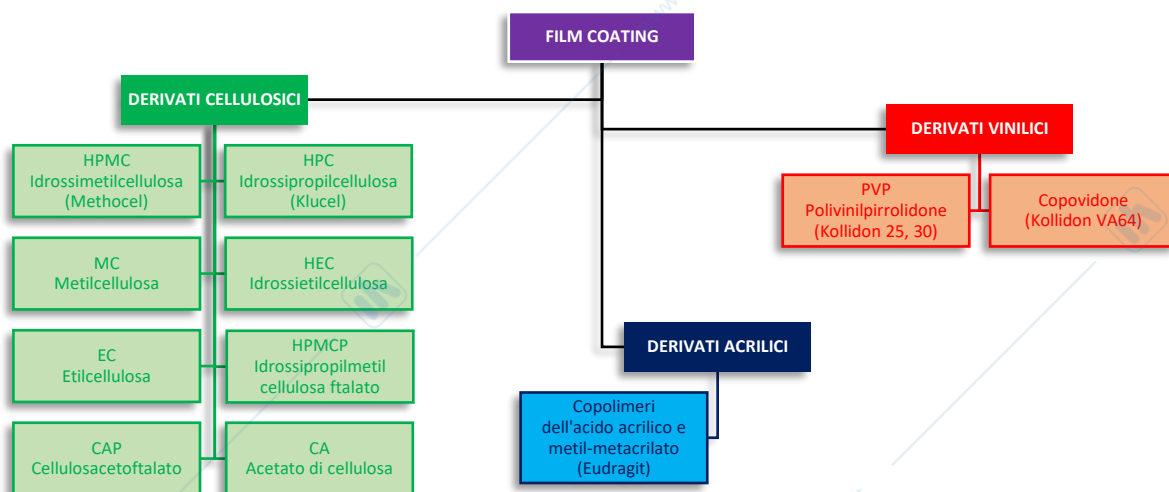 FILM COATING
DERIVATI CELLULOSICI
HPMC
Idrossimetilcellulosa
(Methocel)
HPC
Idrossipropilcellulosa
(Klucel)
MC
Metilcellulosa
HEC
Idrossietilcellulosa
EC
Etilcellulosa
HPMCP
Idrossipropilmetil
cellulosa ftalato
CAP
Cellulosacetoftalato
CA
Acetato di cellulosa
DERIVATI VINILICI
PVP
Polivinilpirrolidone
(Kollidon 25, 30)
Copovidone
(Kollidon VA64)
DERIVATI ACRILICI
Copolimeri
dell'acido acrilico e
metil-metacrilato
(Eudragit)